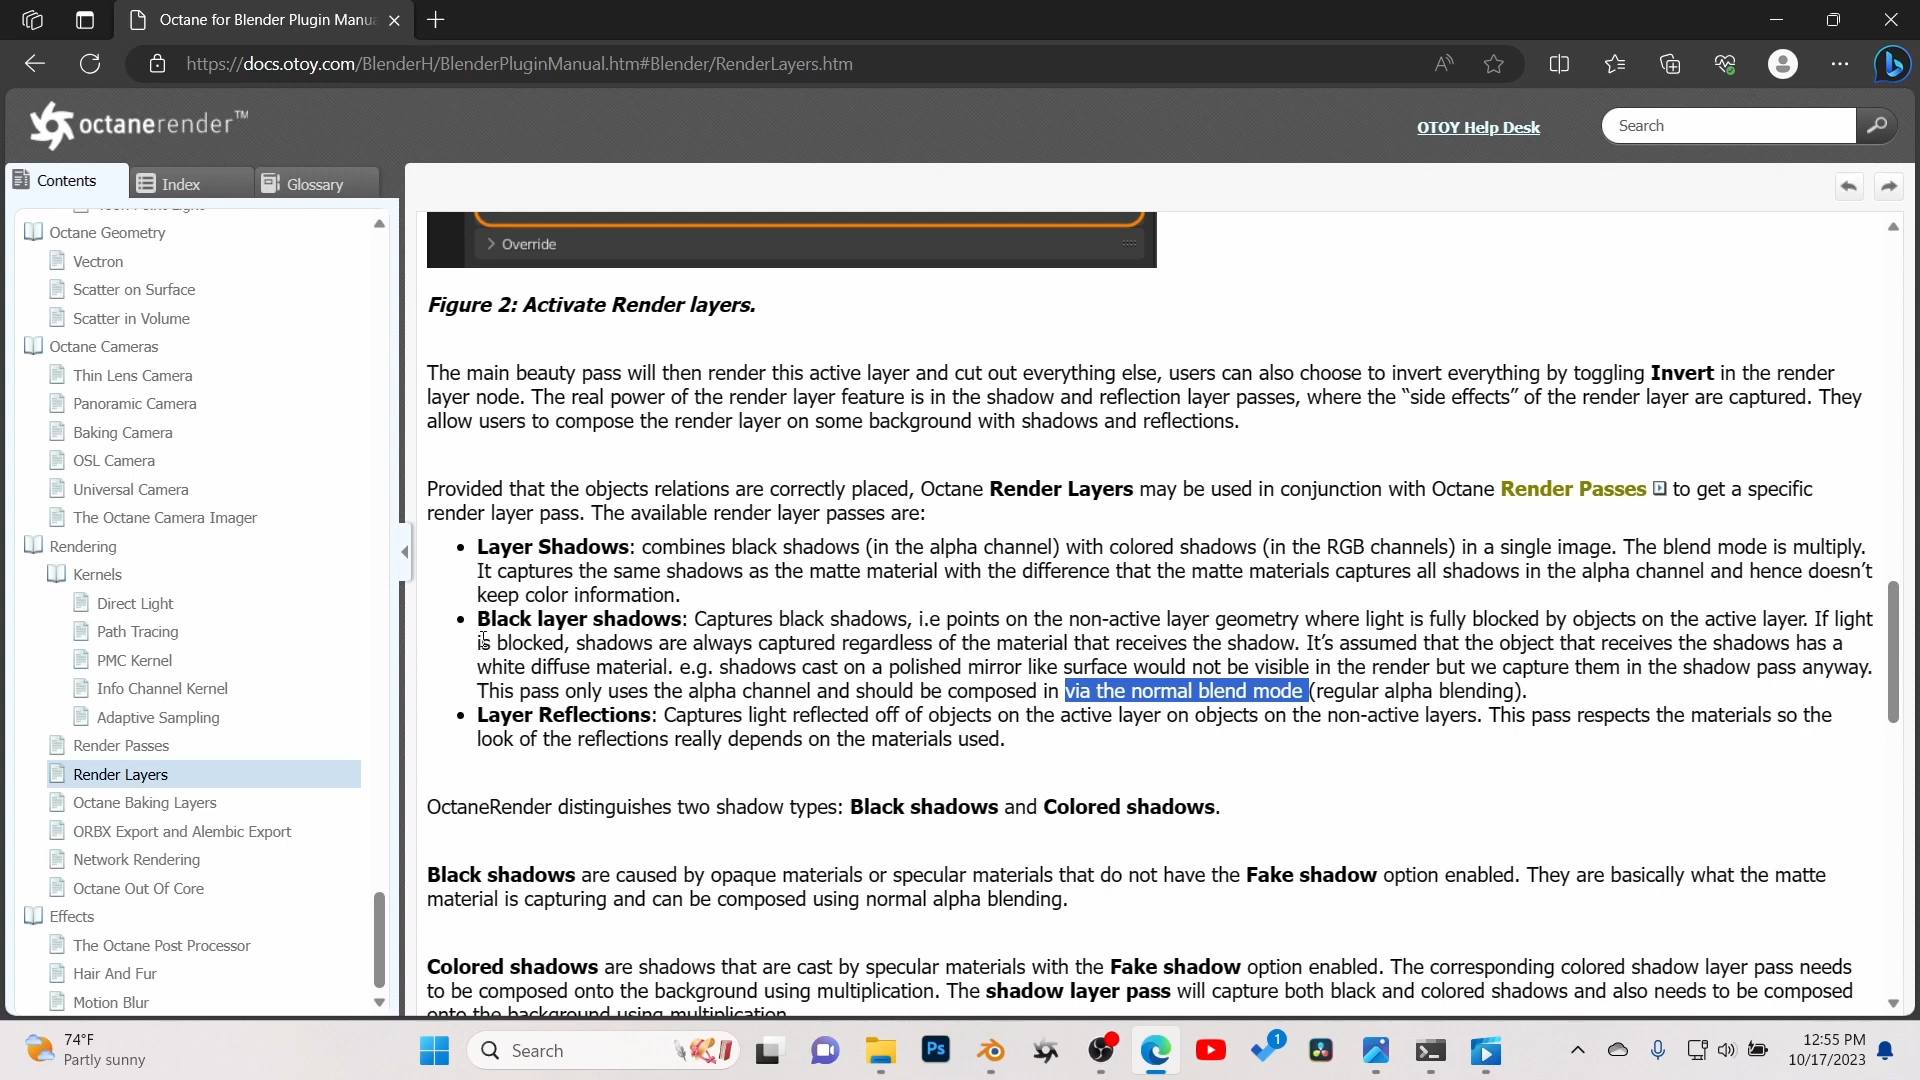 Octane for Blender Plugin Manua
https://docs.otoy.com/BlenderH/BlenderPluginManual.htm#Blender/RenderLayers.htm
octanerender™
OTOY Help Desk
Search
Contents
Index
Glossary
Octane Geometry
Vectron
Scatter on Surface
Scatter in Volume
Octane Cameras
Thin Lens Camera
Panoramic Camera
Baking Camera
OSL Camera
Universal Camera
The Octane Camera Imager
Rendering
Kernels
Direct Light
Path Tracing
PMC Kernel
Info Channel Kernel
Adaptive Sampling
Render Passes
Render Layers
Octane Baking Layers
ORBX Export and Alembic Export
Network Rendering
Octane Out Of Core
Effects
The Octane Post Processor
Hair And Fur
Motion Blur
Override
Figure 2: Activate Render layers.
The main beauty pass will then render this active layer and cut out everything else, users can also choose to invert everything by toggling Invert in the render
layer node. The real power of the render layer feature is in the shadow and reflection layer passes, where the “side effects” of the render layer are captured. They
allow users to compose the render layer on some background with shadows and reflections.
Provided that the objects relations are correctly placed, Octane Render Layers may be used in conjunction with Octane Render Passes to get a specific
render layer pass. The available render layer passes are:
• Layer Shadows: combines black shadows (in the alpha channel) with colored shadows (in the RGB channels) in a single image. The blend mode is multiply.
It captures the same shadows as the matte material with the difference that the matte materials captures all shadows in the alpha channel and hence doesn’t
keep color information.
• Black layer shadows: Captures black shadows, i.e points on the non-active layer geometry where light is fully blocked by objects on the active layer. If light
is blocked, shadows are always captured regardless of the material that receives the shadow. It’s assumed that the object that receives the shadows has a
white diffuse material. e.g. shadows cast on a polished mirror like surface would not be visible in the render but we capture them in the shadow pass anyway.
This pass only uses the alpha channel and should be composed in via the normal blend mode (regular alpha blending).
• Layer Reflections: Captures light reflected off of objects on the active layer on objects on the non-active layers. This pass respects the materials so the
look of the reflections really depends on the materials used.
OctaneRender distinguishes two shadow types: Black shadows and Colored shadows.
Black shadows are caused by opaque materials or specular materials that do not have the Fake shadow option enabled. They are basically what the matte
material is capturing and can be composed using normal alpha blending.
Colored shadows are shadows that are cast by specular materials with the Fake shadow option enabled. The corresponding colored shadow layer pass needs
to be composed onto the background using multiplication. The shadow layer pass will capture both black and colored shadows and also needs to be composed
onto the background using multiplication
74°F
Partly sunny
Search
Ps
1
12:55 PM
10/17/2023